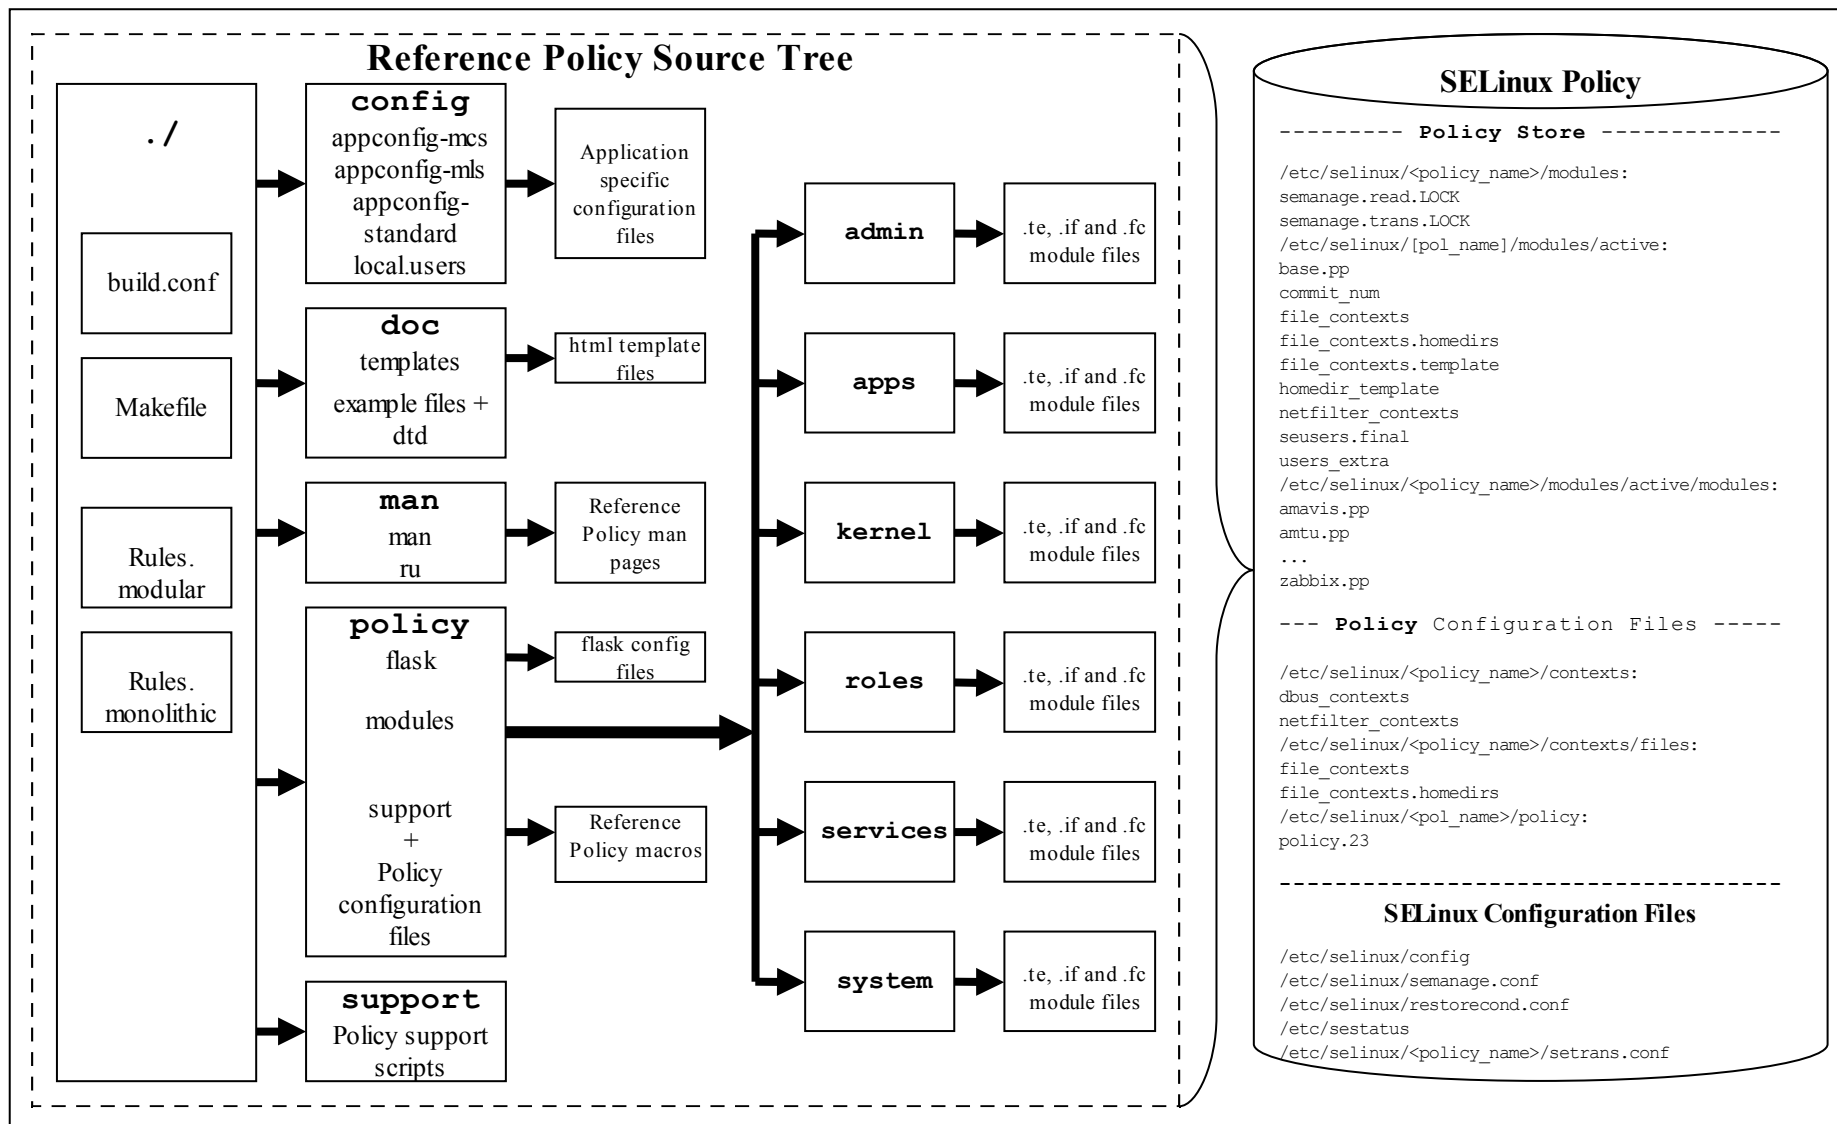 Reference Policy Source Tree
./
build.conf
Makefile
Rules.
modular
Rules.
monolithic
config
appconfig-mcs
appconfig-mls
appconfig-
standard
local.users
Application
specific
configuration
files
doc
templates
example files +
dtd
html template
files
man
man
ru
Reference
Policy man
pages
policy
flask
modules
support
+
Policy
configuration
files
flask config
files
Reference
Policy macros
support
Policy support
scripts
admin
.te, .if and .fc
module files
apps
.te, .if and .fc
module files
kernel
.te, .if and .fc
module files
roles
.te, .if and .fc
module files
services
.te, .if and .fc
module files
system
.te, .if and .fc
module files
SELinux Policy
--------- Policy Store -------------
/etc/selinux/<policy_name>/modules:
semanage.read.LOCK
semanage.trans.LOCK
/etc/selinux/[pol_name]/modules/active:
base.pp
commit_num
file_contexts
file_contexts.homedirs
file_contexts.template
homedir_template
netfilter_contexts
seusers.final
users_extra
/etc/selinux/<policy_name>/modules/active/modules:
amavis.pp
amtu.pp
...
zabbix.pp
--- Policy Configuration Files -----
/etc/selinux/<policy_name>/contexts:
dbus_contexts
netfilter_contexts
/etc/selinux/<policy_name>/contexts/files:
file_contexts
file_contexts.homedirs
/etc/selinux/<pol_name>/policy:
policy.23
------------------------------------
SELinux Configuration Files
/etc/selinux/config
/etc/selinux/semanage.conf
/etc/selinux/restorecond.conf
/etc/sestatus
/etc/selinux/<policy_name>/setrans.conf